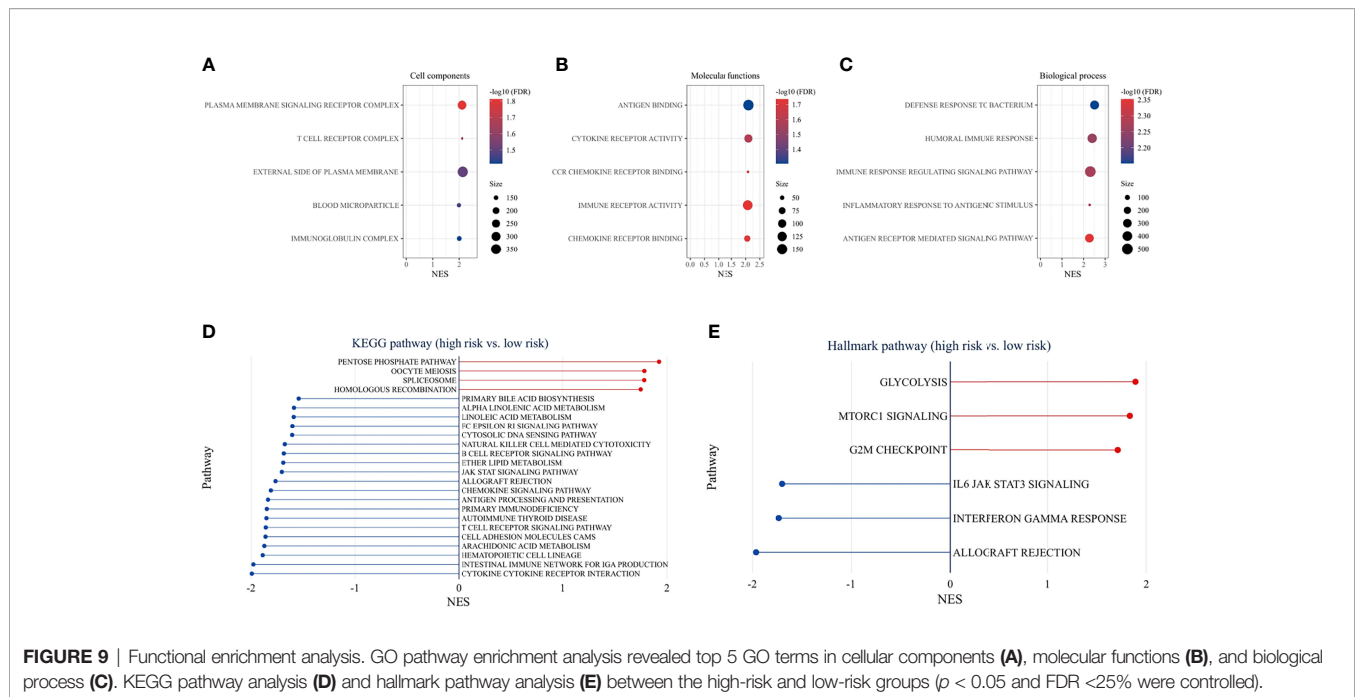 A
Cell components
PLASMA MEMBRANE SIGNALING RECEPTOR COMPLEX
T CELL RECEPTOR COMPLEX
EXTERNAL SIDE OF PLASMA MEMBRANE
BLOOD MICROPARTICLE
IMMUNOGLOBULIN COMPLEX
0 1 2
NES
-log10 (FDR)
1.8
1.7
1.6
1.5
Size
150
200
250
300
350
B
Molecular functions
ANTIGEN BINDING
CYTOKINE RECEPTOR ACTIVITY
CCR CHEMOKINE RECEPTOR BINDING
IMMUNE RECEPTOR ACTIVITY
CHEMOKINE RECEPTOR BINDING
0.0 0.5 1.0 1.5 2.0 2.5
NES
-log10 (FDR)
1.7
1.6
1.5
1.4
Size
50
75
100
125
150
C
Biological process
DEFENSE RESPONSE TC BACTERIUM
HUMORAL IMMUNE RESPONSE
IMMUNE RESPONSE REGULATING SIGNALING PATHWAY
INFLAMMATORY RESPONSE TO ANTIGENIC STIMULUS
ANTIGEN RECEPTOR MEDIATED SIGNALING PATHWAY
0 1 2 3
NES
-log10 (FDR)
2.35
2.30
2.25
2.20
Size
100
200
300
400
500
D
KEGG pathway (high risk vs. low risk)
Pathway
PENTOSE PHOSPHATE PATHWAY
OOCYTE MEIOSIS
SPLICEOSOME
HOMOLOGOUS RECOMBINATION
PRIMARY BILE ACID BIOSYNTHESIS
ALPHA LINOLENIC ACID METABOLISM
LINOLEIC ACID METABOLISM
FC EPSILON RI SIGNALING PATHWAY
CYTOSOLIC DNA SENSING PATHWAY
NATURAL KILLER CELL MEDIATED CYTOTOXICITY
B CELL RECEPTOR SIGNALING PATHWAY
ETHER LIPID METABOLISM
JAK STAT SIGNALING PATHWAY
ALLOGRAFT REJECTION
CHEMOKINE SIGNALING PATHWAY
ANTIGEN PROCESSING AND PRESENTATION
PRIMARY IMMUNODEFICIENCY
AUTOIMMUNE THYROID DISEASE
T CELL RECEPTOR SIGNALING PATHWAY
CELL ADHESION MOLECULES CAMS
ARACHIDONIC ACID METABOLISM
HEMATOPOIETIC CELL LINEAGE
INTESTINAL IMMUNE NETWORK FOR IGA PRODUCTION
CYTOKINE CYTOKINE RECEPTOR INTERACTION
-2 -1 0 1 2
NES
E
Hallmark pathway (high risk vs. low risk)
Pathway
GLYCOLYSIS
MTORC1 SIGNALING
G2M CHECKPOINT
IL6 JAK STAT3 SIGNALING
INTERFERON GAMMA RESPONSE
ALLOCRAFT REJECTION
-2 -1 0 1 2
NES
FIGURE 9 | Functional enrichment analysis. GO pathway enrichment analysis revealed top 5 GO terms in cellular components (A), molecular functions (B), and biological
process (C). KEGG pathway analysis (D) and hallmark pathway analysis (E) between the high-risk and low-risk groups (p < 0.05 and FDR <25% were controlled).